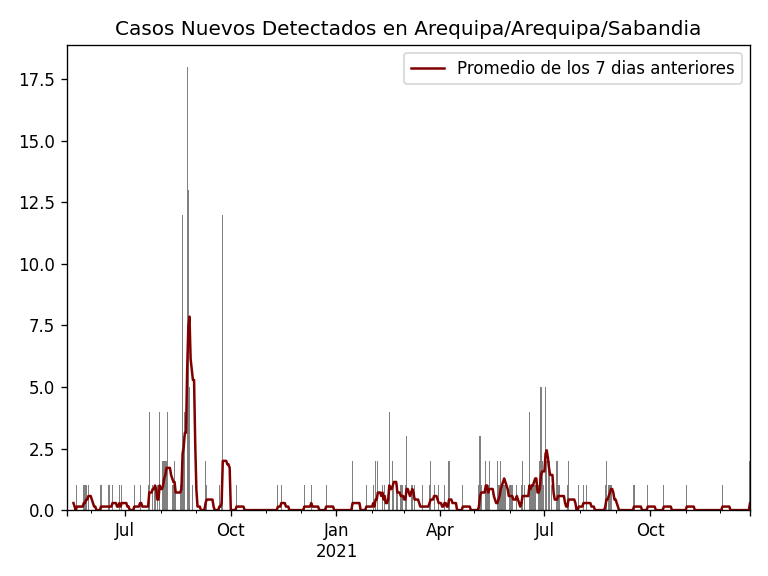 Casos Nuevos Detectados en Arequipa/Arequipa/Sabandia
Promedio de los 7 dias anteriores
17.5
15.0
12.5
10.0
7.5
5.0
2.5
0.0
Jul
Oct
Jan
2021
Apr
Jul
Oct